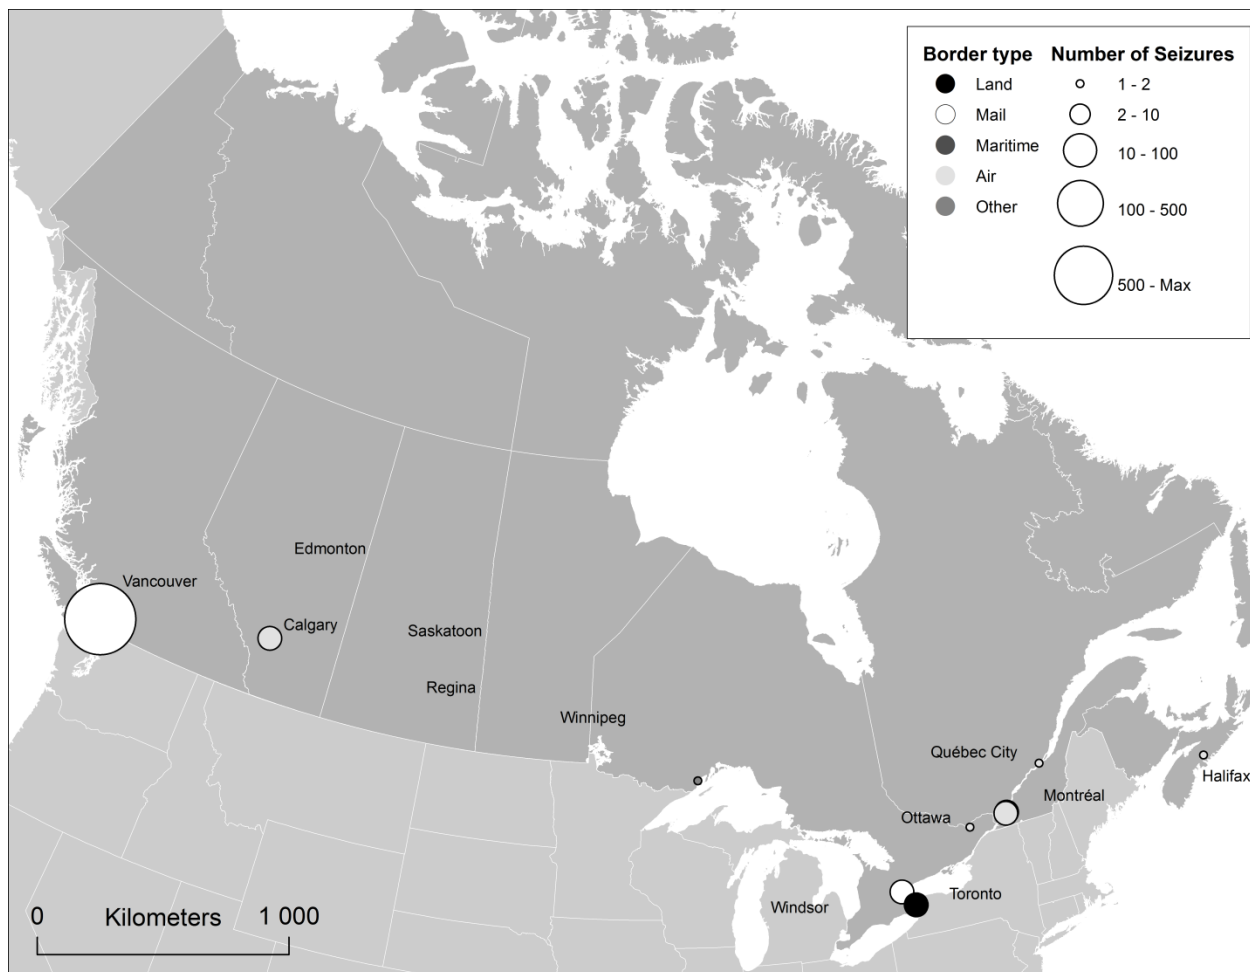 Border type Number of Seizures
Land 1 - 2
Mail 2 - 10
Maritime 10 - 100
Air
Other 100 - 500
500 - Max
Edmonton
Vancouver
Calgary
Saskatoon
Regina
Winnipeg
Québec City
Halifax
Montréal
Ottawa
Toronto
Windsor
0 Kilometers 1 000